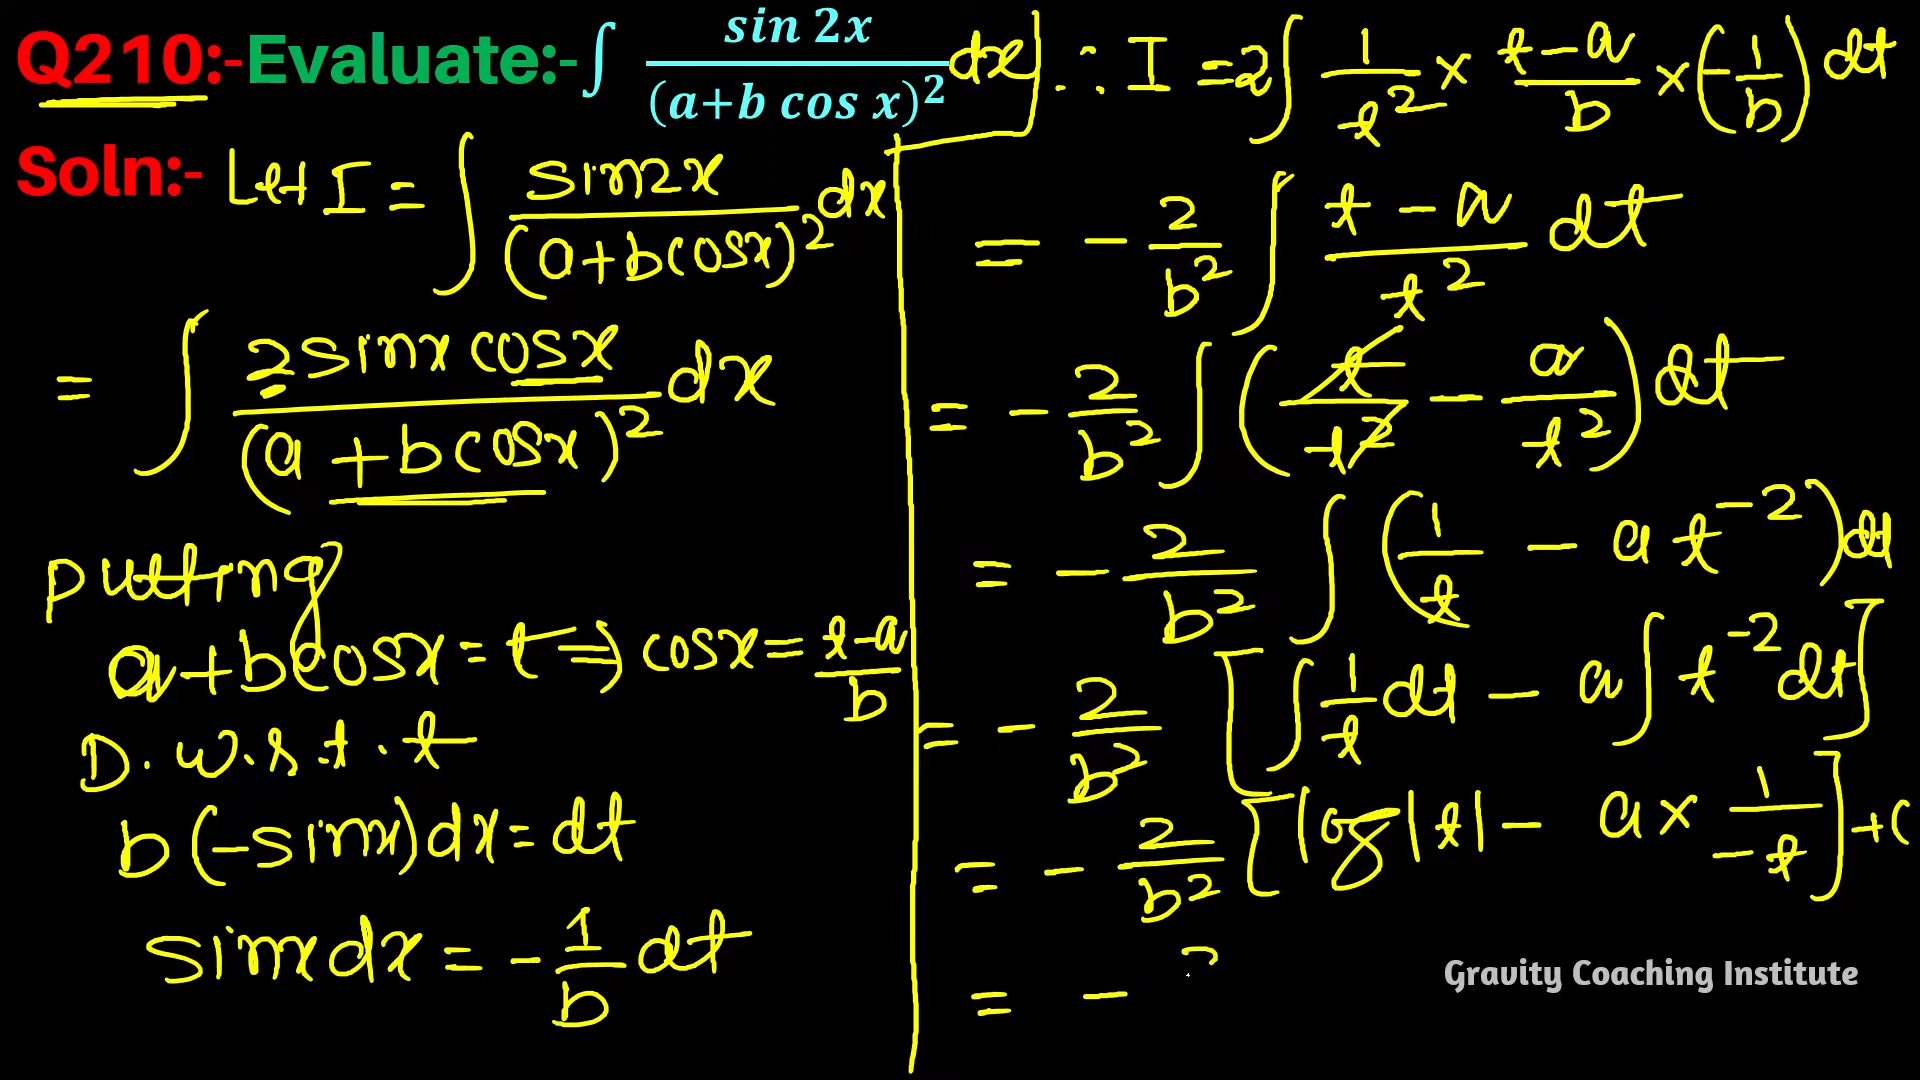 Q210:-Evaluate:-∫ sin 2x / (a+b cos x)² dx
Soln:- Let I = ∫ sin2x / (a+bcosx)² dx
= ∫ 2sinx cosx / (a+bcosx)² dx
putting
a+bcosx = t ⇒ cosx = t-a / b
D.w.r.t.t
b(-sinx)dx = dt
sinxdx = - 1/b dt
∴ I = 2∫ 1/t² × t-a/b × (-1/b) dt
= - 2/b² ∫ t-a / t² dt
= - 2/b² ∫ (t/t² - a/t²) dt
= - 2/b² ∫ (1/t - at⁻²) dt
= - 2/b² [∫ 1/t dt - a∫ t⁻² dt]
= - 2/b² [log|t| - a × 1/-t] + C
= -
Gravity Coaching Institute